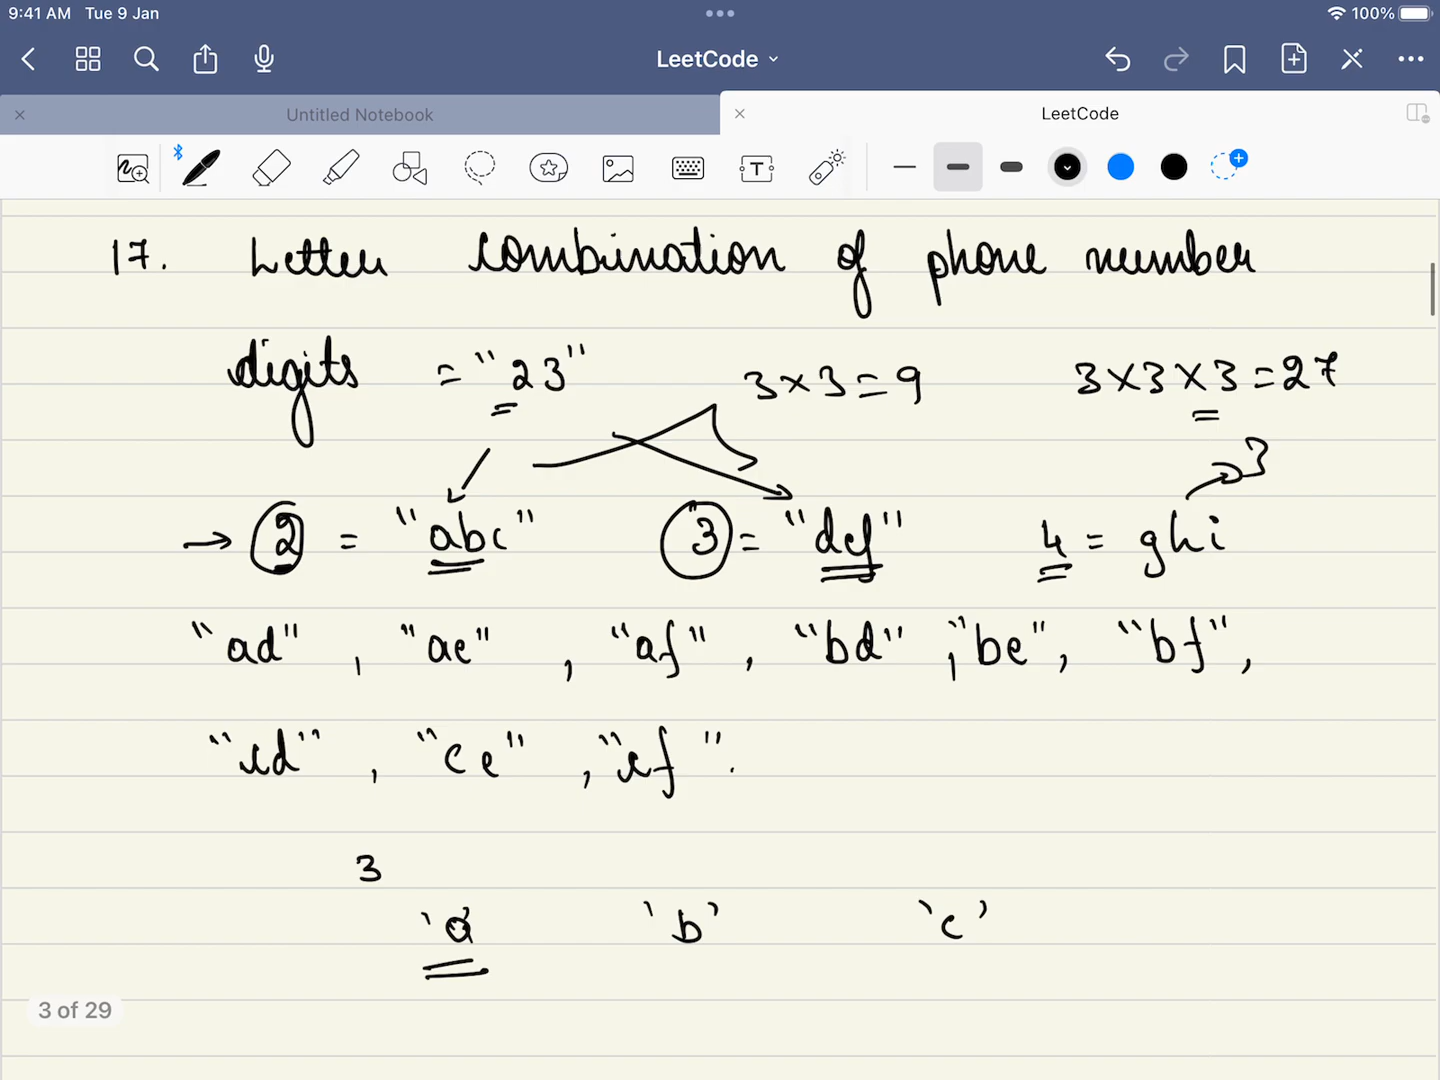 9:41 AM Tue 9 Jan 100%
LeetCode
Untitled Notebook LeetCode
17. Letter combination of phone number
digits = "23" 3×3=9 3×3×3=27
3
→ 2 = "abc" 3 = "def" 4 = ghi
"ad", "ae", "af", "bd", "be", "bf",
"cd", "ce", "cf".
3
'a 'b' 'c'
3 of 29